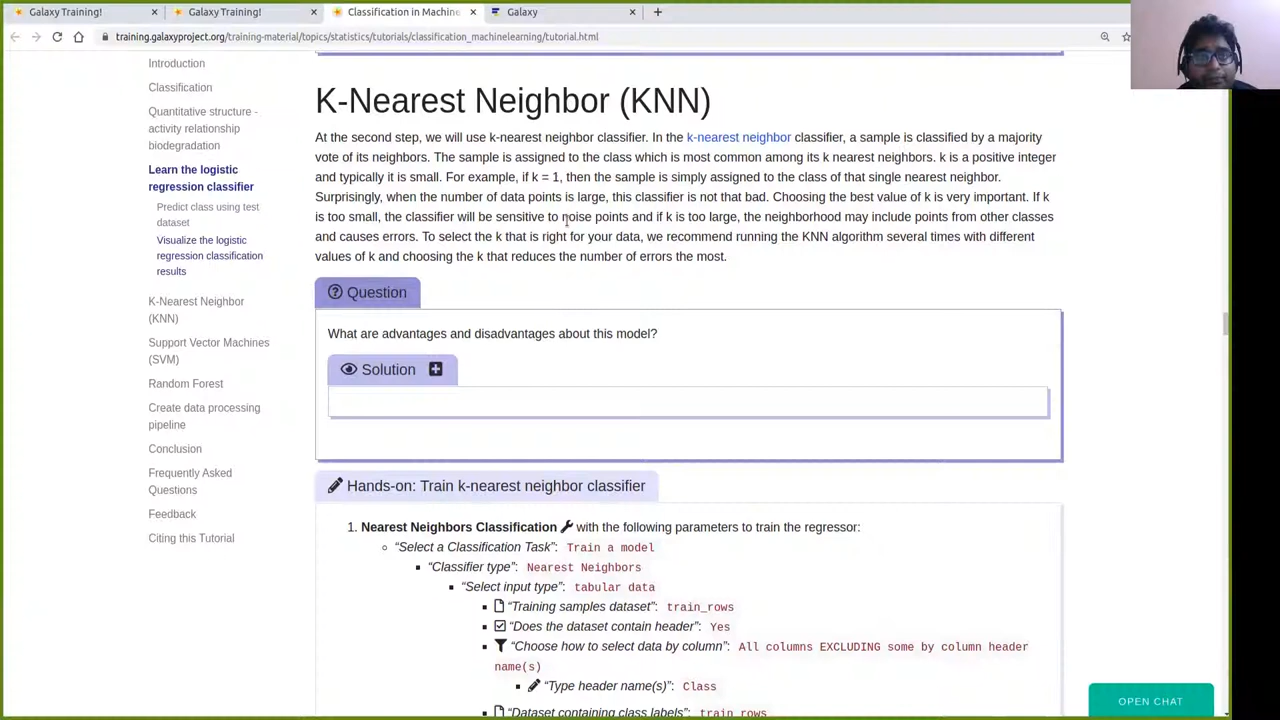 Galaxy Training!
Galaxy Training!
Classification in Machine
Galaxy
training.galaxyproject.org/training-material/topics/statistics/tutorials/classification_machinelearning/tutorial.html
Introduction
Classification
Quantitative structure -
activity relationship
biodegradation
Learn the logistic
regression classifier
Predict class using test
dataset
Visualize the logistic
regression classification
results
K-Nearest Neighbor
(KNN)
Support Vector Machines
(SVM)
Random Forest
Create data processing
pipeline
Conclusion
Frequently Asked
Questions
Feedback
Citing this Tutorial
K-Nearest Neighbor (KNN)
At the second step, we will use k-nearest neighbor classifier. In the k-nearest neighbor classifier, a sample is classified by a majority
vote of its neighbors. The sample is assigned to the class which is most common among its k nearest neighbors. k is a positive integer
and typically it is small. For example, if k = 1, then the sample is simply assigned to the class of that single nearest neighbor.
Surprisingly, when the number of data points is large, this classifier is not that bad. Choosing the best value of k is very important. If k
is too small, the classifier will be sensitive to noise points and if k is too large, the neighborhood may include points from other classes
and causes errors. To select the k that is right for your data, we recommend running the KNN algorithm several times with different
values of k and choosing the k that reduces the number of errors the most.
Question
What are advantages and disadvantages about this model?
Solution
Hands-on: Train k-nearest neighbor classifier
1. Nearest Neighbors Classification with the following parameters to train the regressor:
“Select a Classification Task”: Train a model
“Classifier type”: Nearest Neighbors
“Select input type”: tabular data
“Training samples dataset”: train_rows
“Does the dataset contain header”: Yes
“Choose how to select data by column”: All columns EXCLUDING some by column header
name(s)
“Type header name(s)”: Class
“Dataset containing class labels”: train_rows
OPEN CHAT